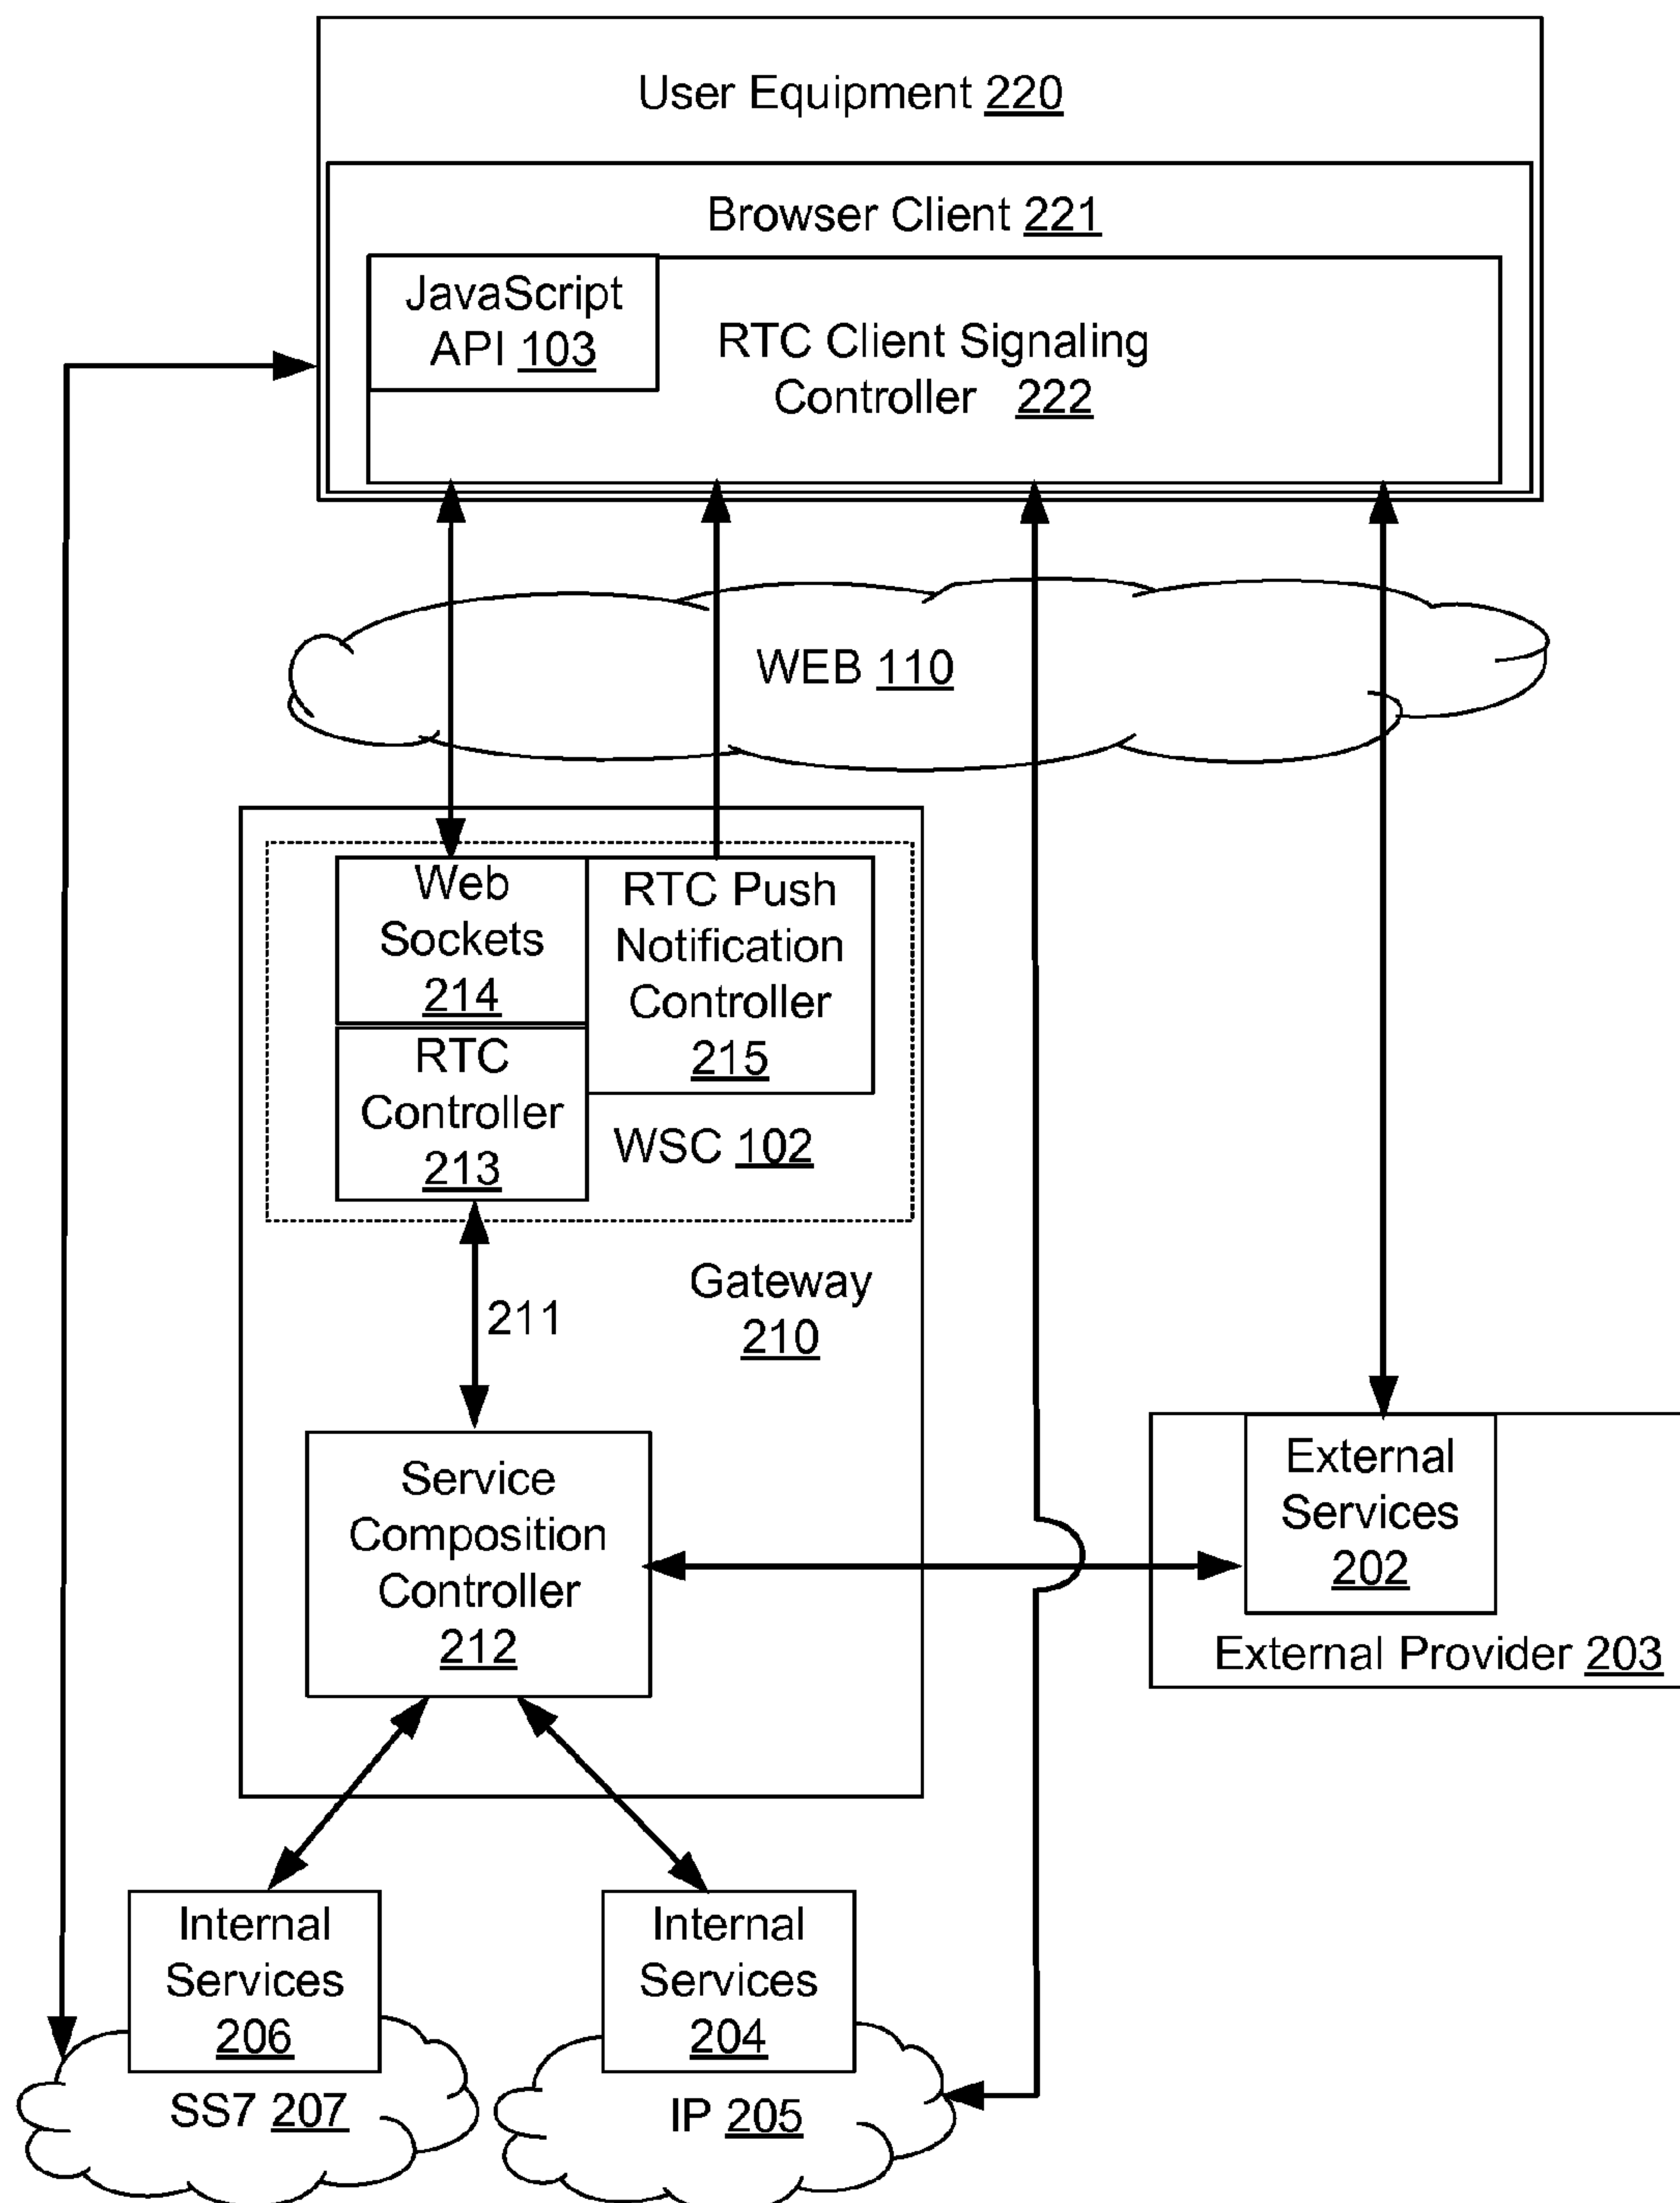 User Equipment 220
Browser Client 221
JavaScript
API 103
RTC Client Signaling
Controller 222
WEB 110
Web
Sockets
214
RTC Push
Notification
Controller
215
RTC
Controller
213
WSC 102
211
Gateway
210
Service
Composition
Controller
212
External
Services
202
External Provider 203
Internal
Services
206
SS7 207
Internal
Services
204
IP 205